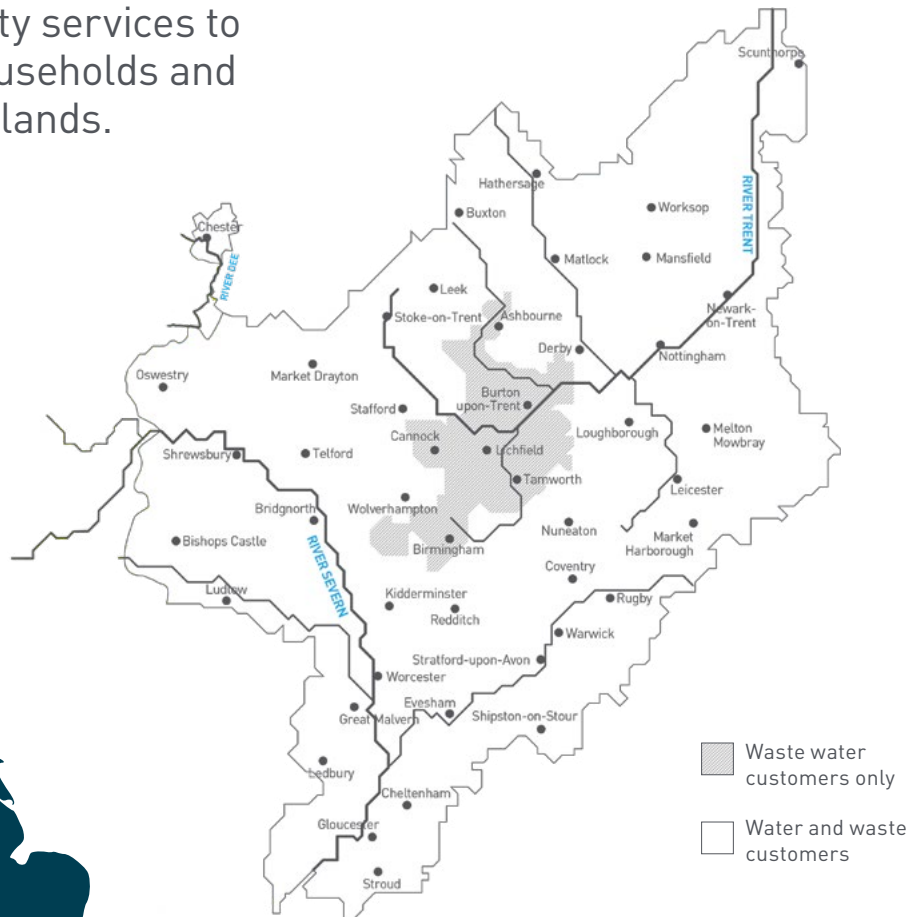 ty services to
useholds and
lands.
Scunthorpe
Hathersage
Buxton
Worksop
RIVER TRENT
Chester
RIVER DEE
Matlock
Mansfield
Leek
Stoke-on-Trent
Ashbourne
Newark-
on-Trent
Derby
Nottingham
Oswestry
Market Drayton
Burton
upon-Trent
Stafford
Cannock
Lichfield
Loughborough
Melton
Mowbray
Shrewsbury
Telford
Tamworth
Leicester
Wolverhampton
Bridgnorth
Nuneaton
Market
Harborough
Bishops Castle
RIVER SEVERN
Birmingham
Coventry
Ludlow
Kidderminster
Redditch
Rugby
Warwick
Stratford-upon-Avon
Worcester
Evesham
Great Malvern
Shipston-on-Stour
Ledbury
Cheltenham
Gloucester
Stroud
Waste water
customers only
Water and waste
customers